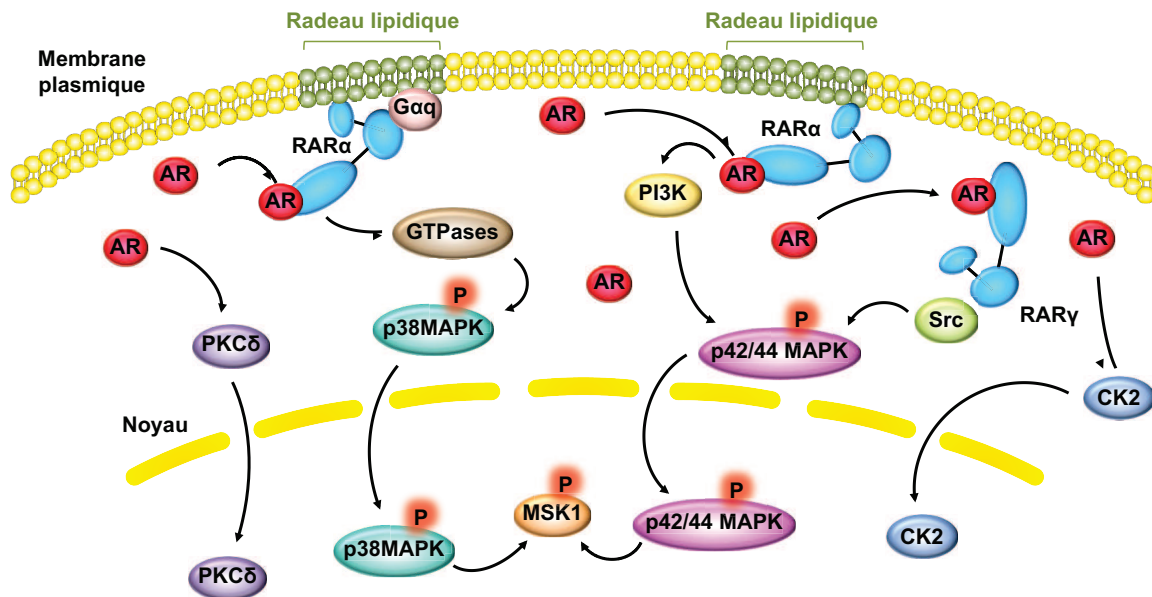 Radeau lipidique
Radeau lipidique
Membrane
plasmique
Gαq
AR
RARα
RARα
AR
AR
PI3K
AR
AR
AR
GTPases
AR
AR
AR
AR
P
p38MAPK
P
Src
RARγ
PKCδ
p42/44 MAPK
CK2
Noyau
P
P
P
MSK1
p42/44 MAPK
p38MAPK
CK2
PKCδ